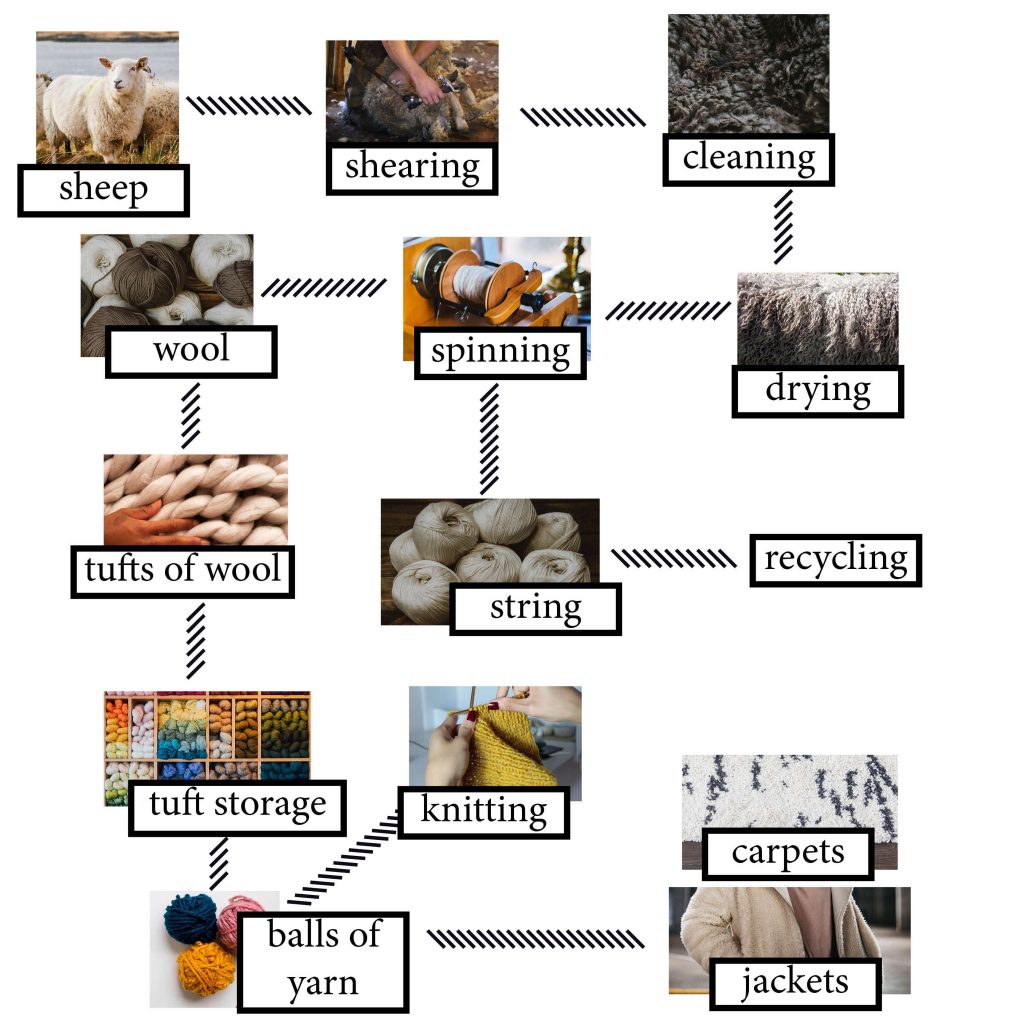 sheep
shearing
cleaning
wool
spinning
drying
tufts of wool
string
recycling
tuft storage
knitting
carpets
balls of
yarn
jackets